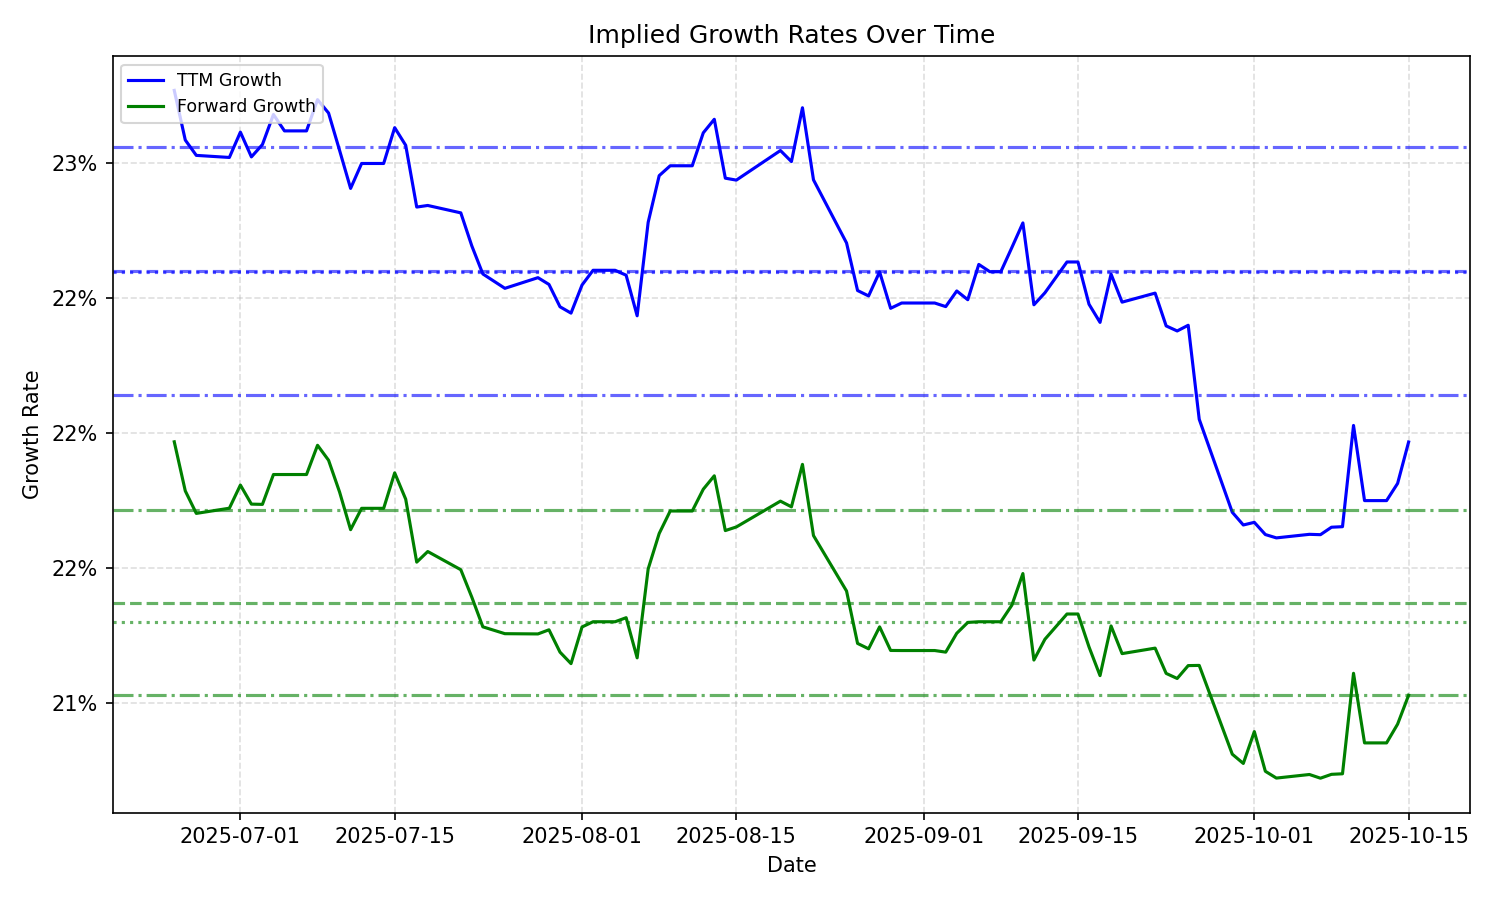 Implied Growth Rates Over Time
TTM Growth
Forward Growth
23%
22%
22%
22%
21%
Growth Rate
2025-07-01 2025-07-15 2025-08-01 2025-08-15 2025-09-01 2025-09-15 2025-10-01 2025-10-15
Date